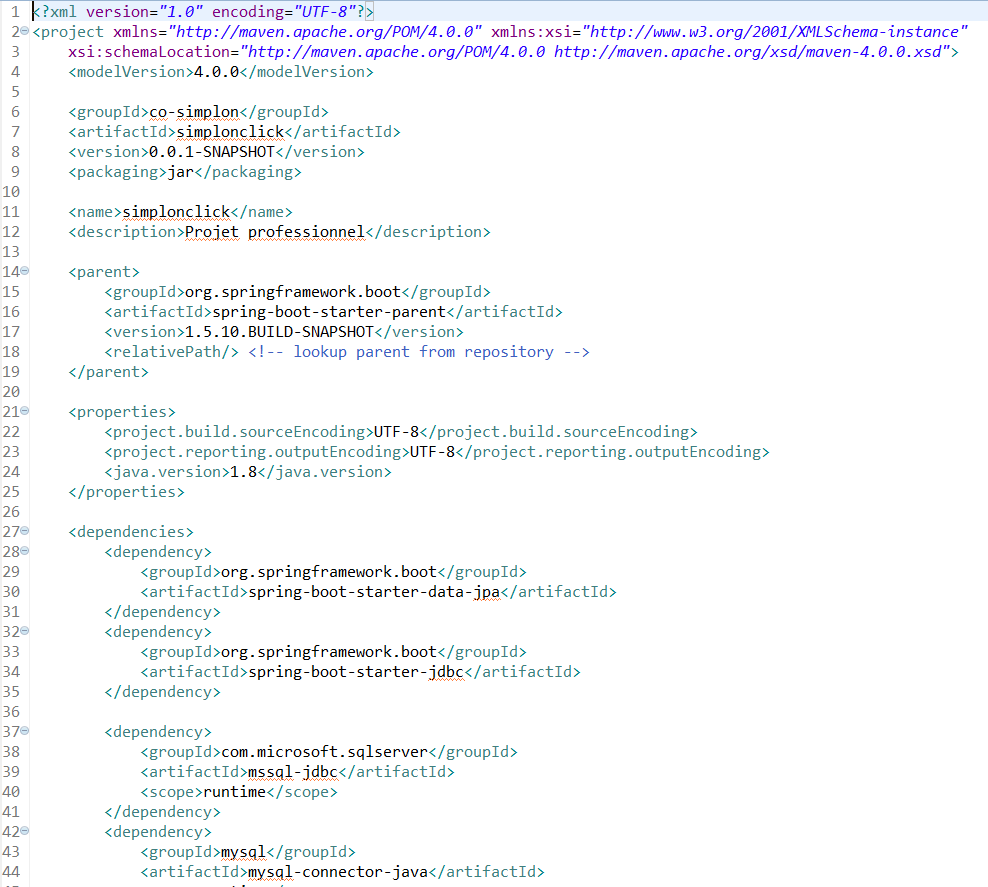 1 <?xml version="1.0" encoding="UTF-8"?>
2 <project xmlns="http://maven.apache.org/POM/4.0.0" xmlns:xsi="http://www.w3.org/2001/XMLSchema-instance"
3     xsi:schemaLocation="http://maven.apache.org/POM/4.0.0 http://maven.apache.org/xsd/maven-4.0.0.xsd">
4     <modelVersion>4.0.0</modelVersion>
5
6     <groupId>co-simplon</groupId>
7     <artifactId>simplonclick</artifactId>
8     <version>0.0.1-SNAPSHOT</version>
9     <packaging>jar</packaging>
10
11     <name>simplonclick</name>
12     <description>Projet professionnel</description>
13
14     <parent>
15         <groupId>org.springframework.boot</groupId>
16         <artifactId>spring-boot-starter-parent</artifactId>
17         <version>1.5.10.BUILD-SNAPSHOT</version>
18         <relativePath/> <!-- lookup parent from repository -->
19     </parent>
20
21     <properties>
22         <project.build.sourceEncoding>UTF-8</project.build.sourceEncoding>
23         <project.reporting.outputEncoding>UTF-8</project.reporting.outputEncoding>
24         <java.version>1.8</java.version>
25     </properties>
26
27     <dependencies>
28         <dependency>
29             <groupId>org.springframework.boot</groupId>
30             <artifactId>spring-boot-starter-data-jpa</artifactId>
31         </dependency>
32         <dependency>
33             <groupId>org.springframework.boot</groupId>
34             <artifactId>spring-boot-starter-jdbc</artifactId>
35         </dependency>
36
37         <dependency>
38             <groupId>com.microsoft.sqlserver</groupId>
39             <artifactId>mssql-jdbc</artifactId>
40             <scope>runtime</scope>
41         </dependency>
42         <dependency>
43             <groupId>mysql</groupId>
44             <artifactId>mysql-connector-java</artifactId>